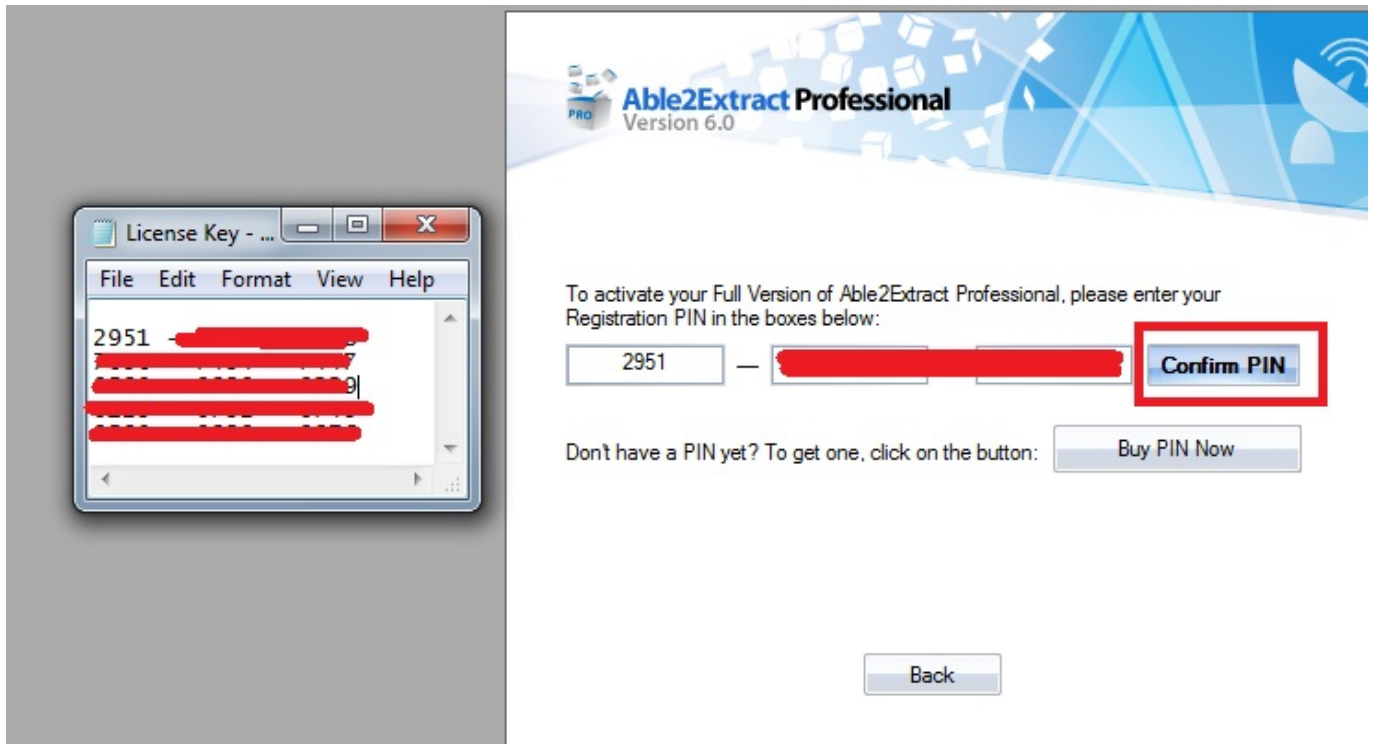 Able2Extract Professional
PRO
Version 6.0
License Key - ...
File Edit Format View Help
2951 -
To activate your Full Version of Able2Extract Professional, please enter your
Registration PIN in the boxes below:
2951 —
Confirm PIN
Don't have a PIN yet? To get one, click on the button:
Buy PIN Now
Back